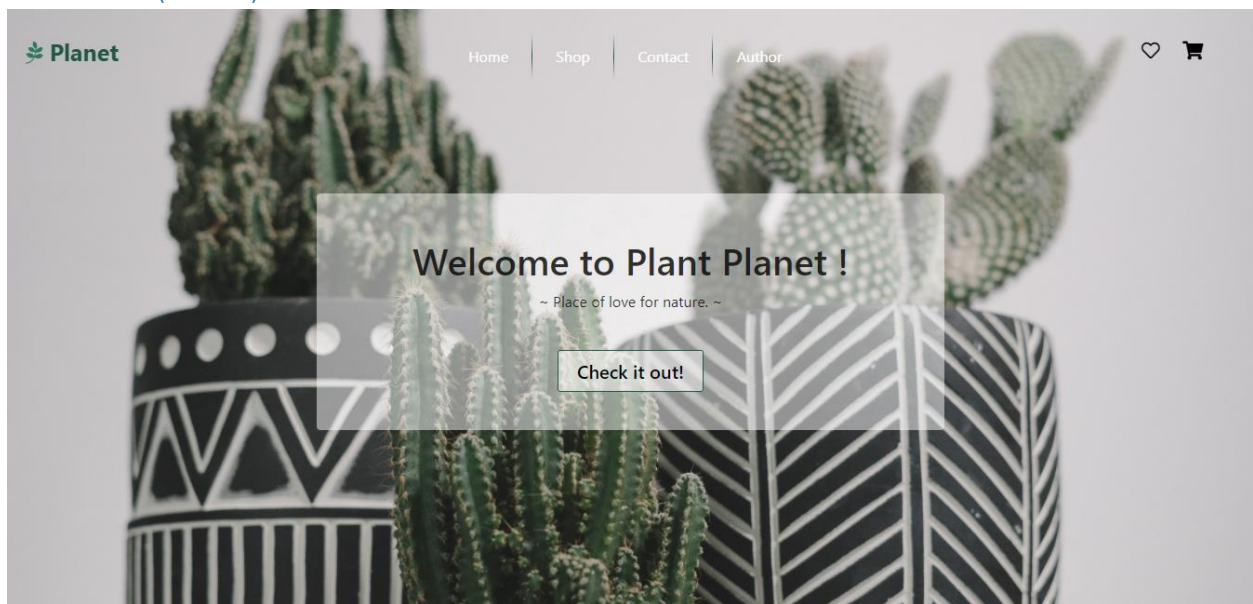 Planet
Home
Shop
Contact
Author
Welcome to Plant Planet !
~ Place of love for nature. ~
Check it out!